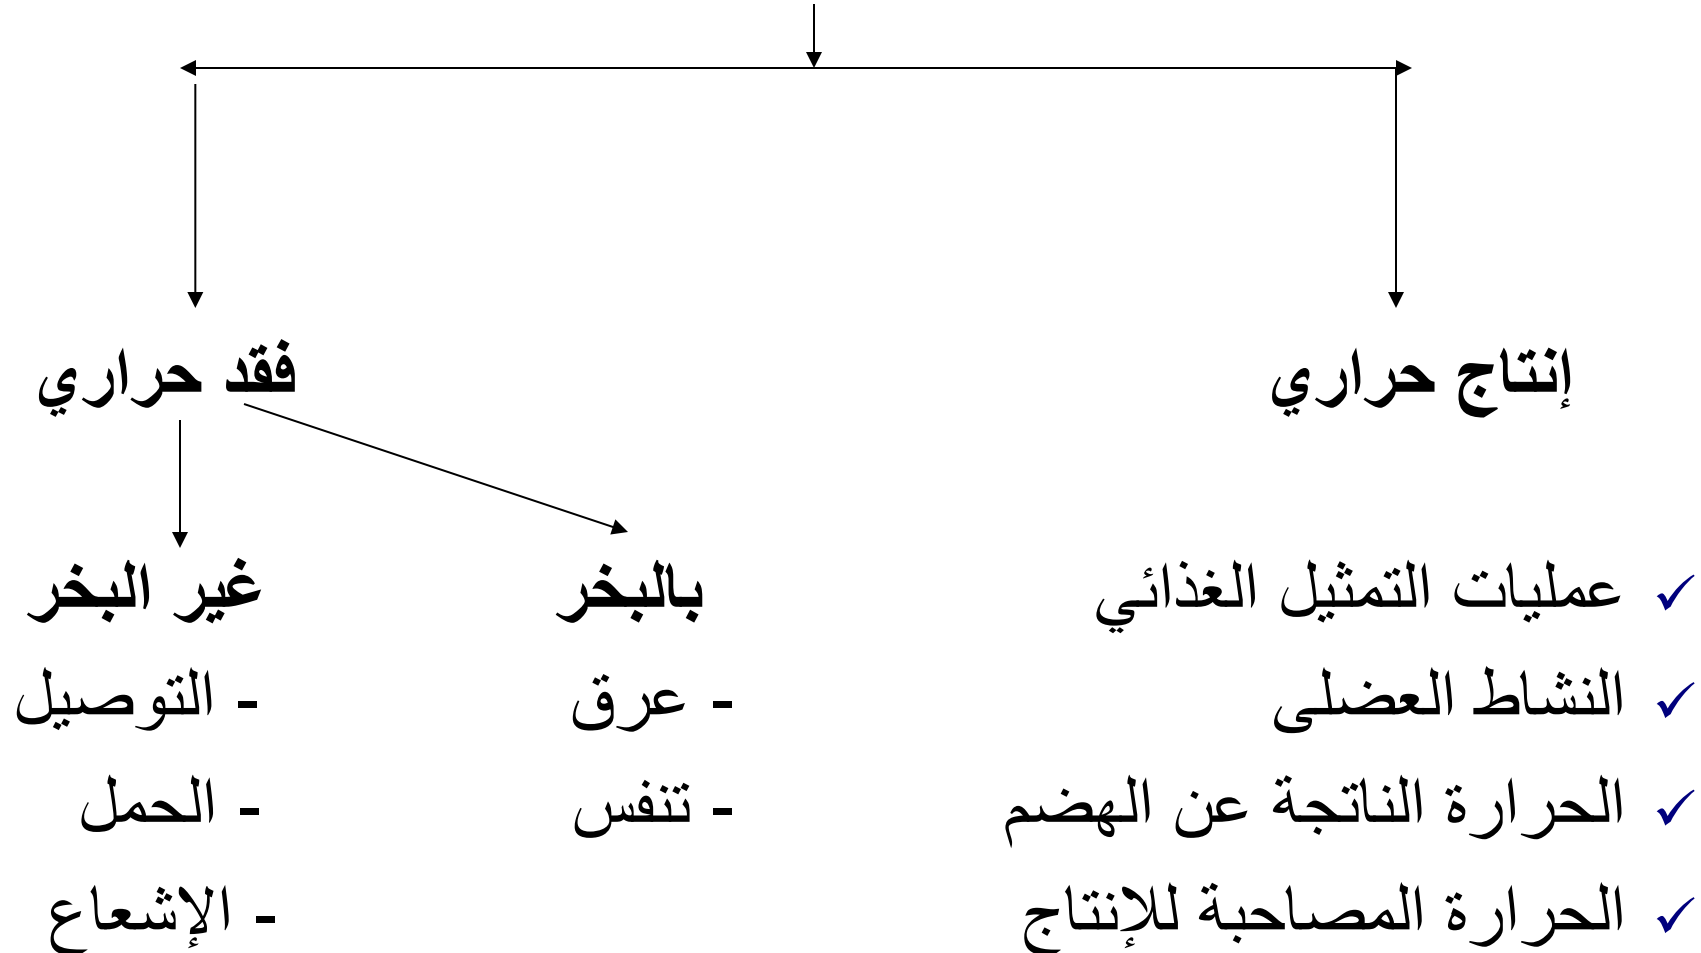 إنتاج حراري
فقد حراري
✓ عمليات التمثيل الغذائي
✓ النشاط العضلى
✓ الحرارة الناتجة عن الهضم
✓ الحرارة المصاحبة للإنتاج
بالبخر
- عرق
- تنفس
غير البخر
- التوصيل
- الحمل
- الإشعاع